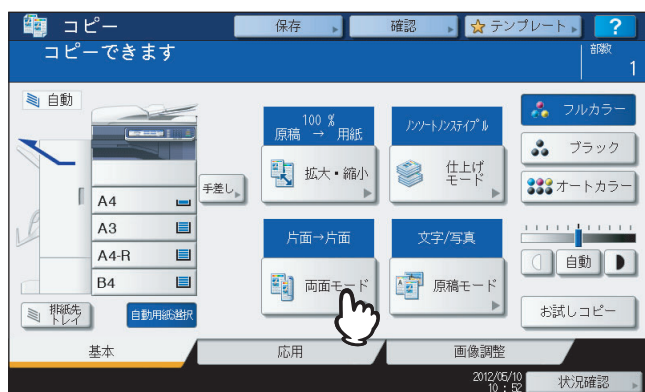 コピー
保存
確認
テンプレート
?
コピーできます
部数
1
自動
A4
A3
A4-R
B4
手差し
排紙先
トレイ
自動用紙選択
100 %
原稿 → 用紙
拡大・縮小
ノンソートノンステイプル
仕上げ
モード
片面→片面
両面モード
文字/写真
原稿モード
フルカラー
ブラック
オートカラー
自動
お試しコピー
基本
応用
画像調整
2012/05/10
10 : 52
状況確認